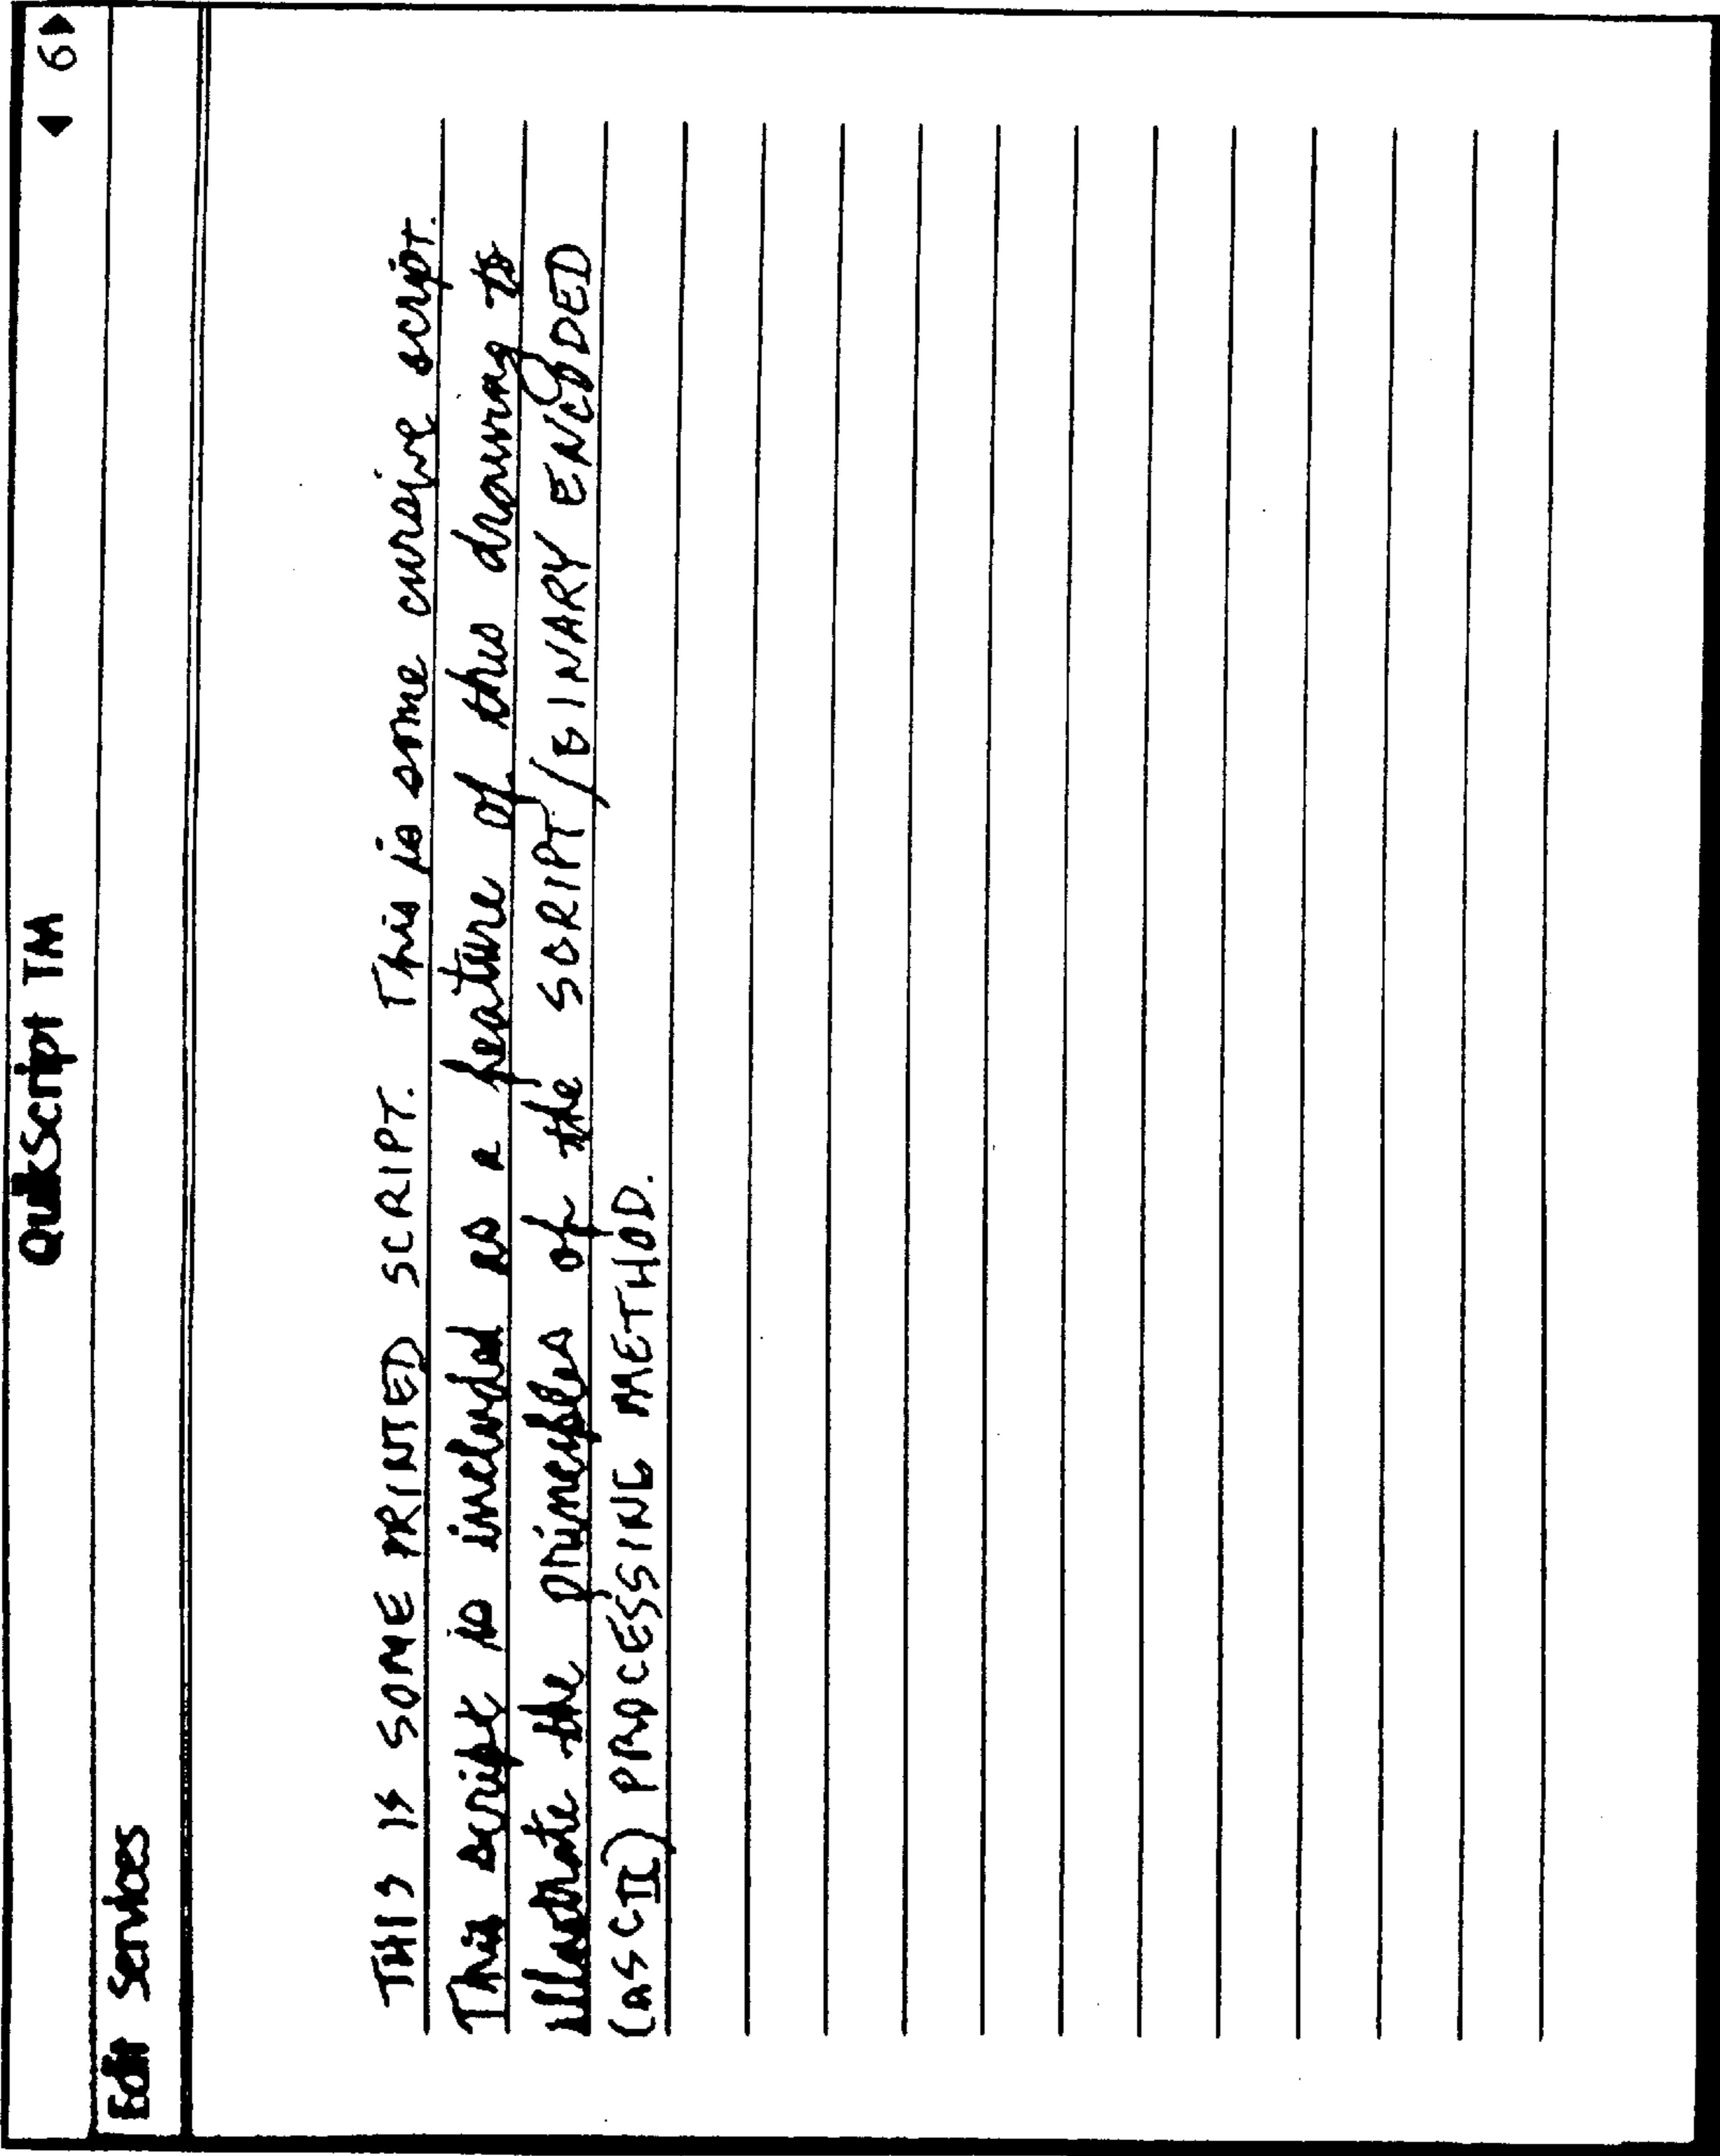 QuikScript TM
◀ 6▶
Edit Services
THIS IS SOME PRINTED SCRIPT. This is some cursive script.
This script is included as a feature of this drawing to
illustrate the principles of the SCRIPT/BINARY ENCODED
(ASCII) PROCESSING METHOD.